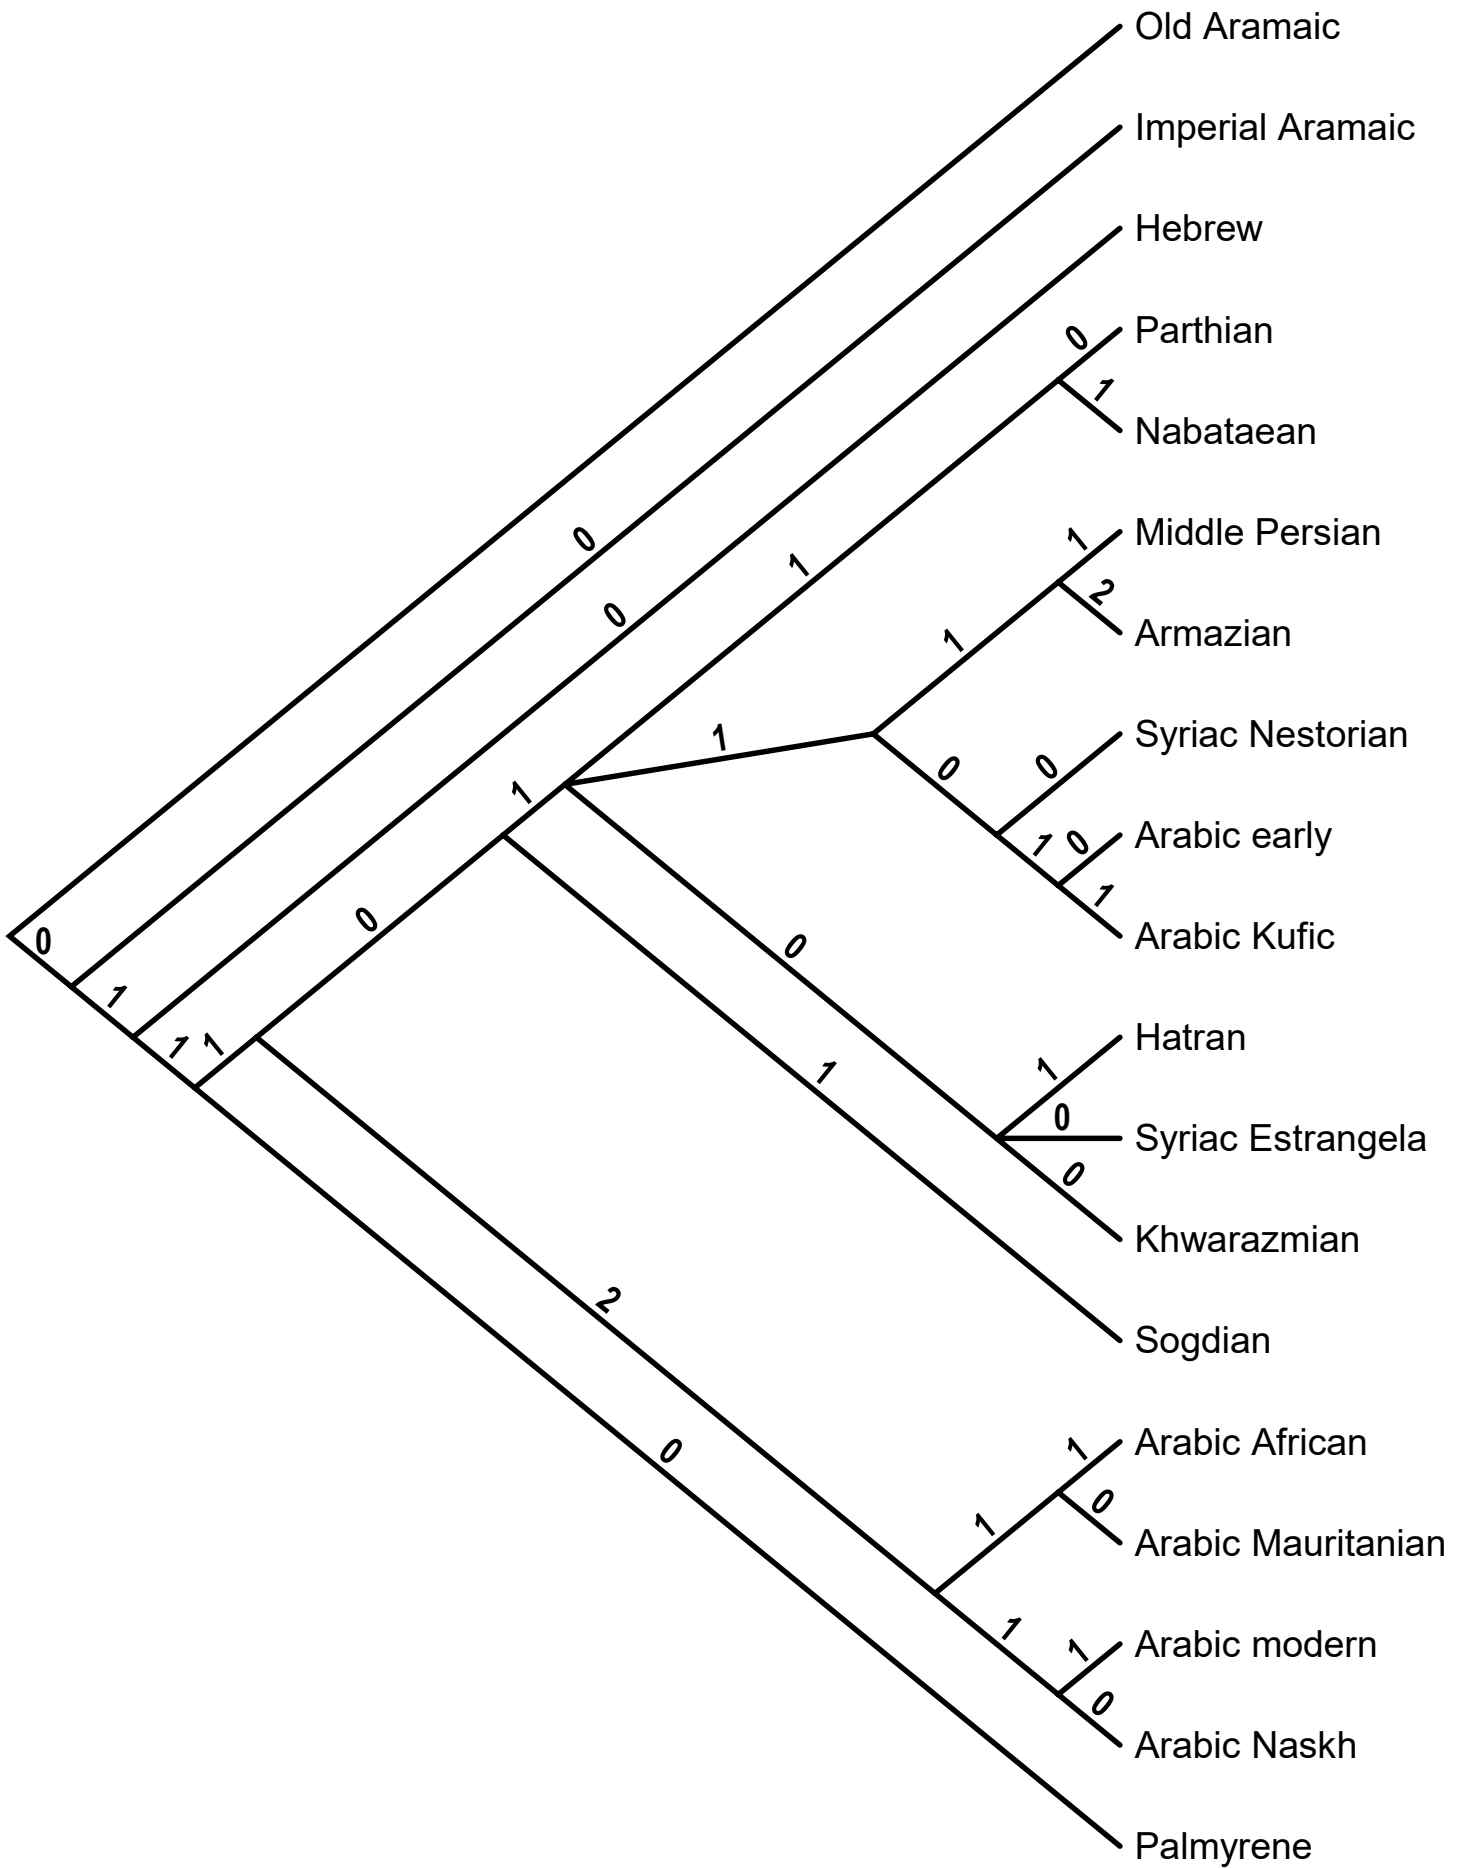 Old Aramaic
Imperial Aramaic
Hebrew
0 Parthian
1
Nabataean
1 Middle Persian
2
0
1
Armazian
0
1
1 Syriac Nestorian
0 0
1
1 0 Arabic early
1
0
0 Arabic Kufic
0
1
1 1
1 Hatran
1
0 Syriac Estrangela
0
Khwarazmian
2
Sogdian
1 Arabic African
0
0
1
Arabic Mauritanian
1 1 Arabic modern
0
Arabic Naskh
Palmyrene